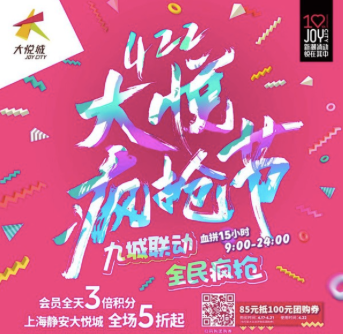 大悦城
JOY CITY
10
JOY
CITY
422
大悦
疯抢节
九城联动
血拼15小时
9:00-24:00
全民疯抢
会员全天3倍积分
上海静安大悦城 全场5折起
85元抵100元团购券